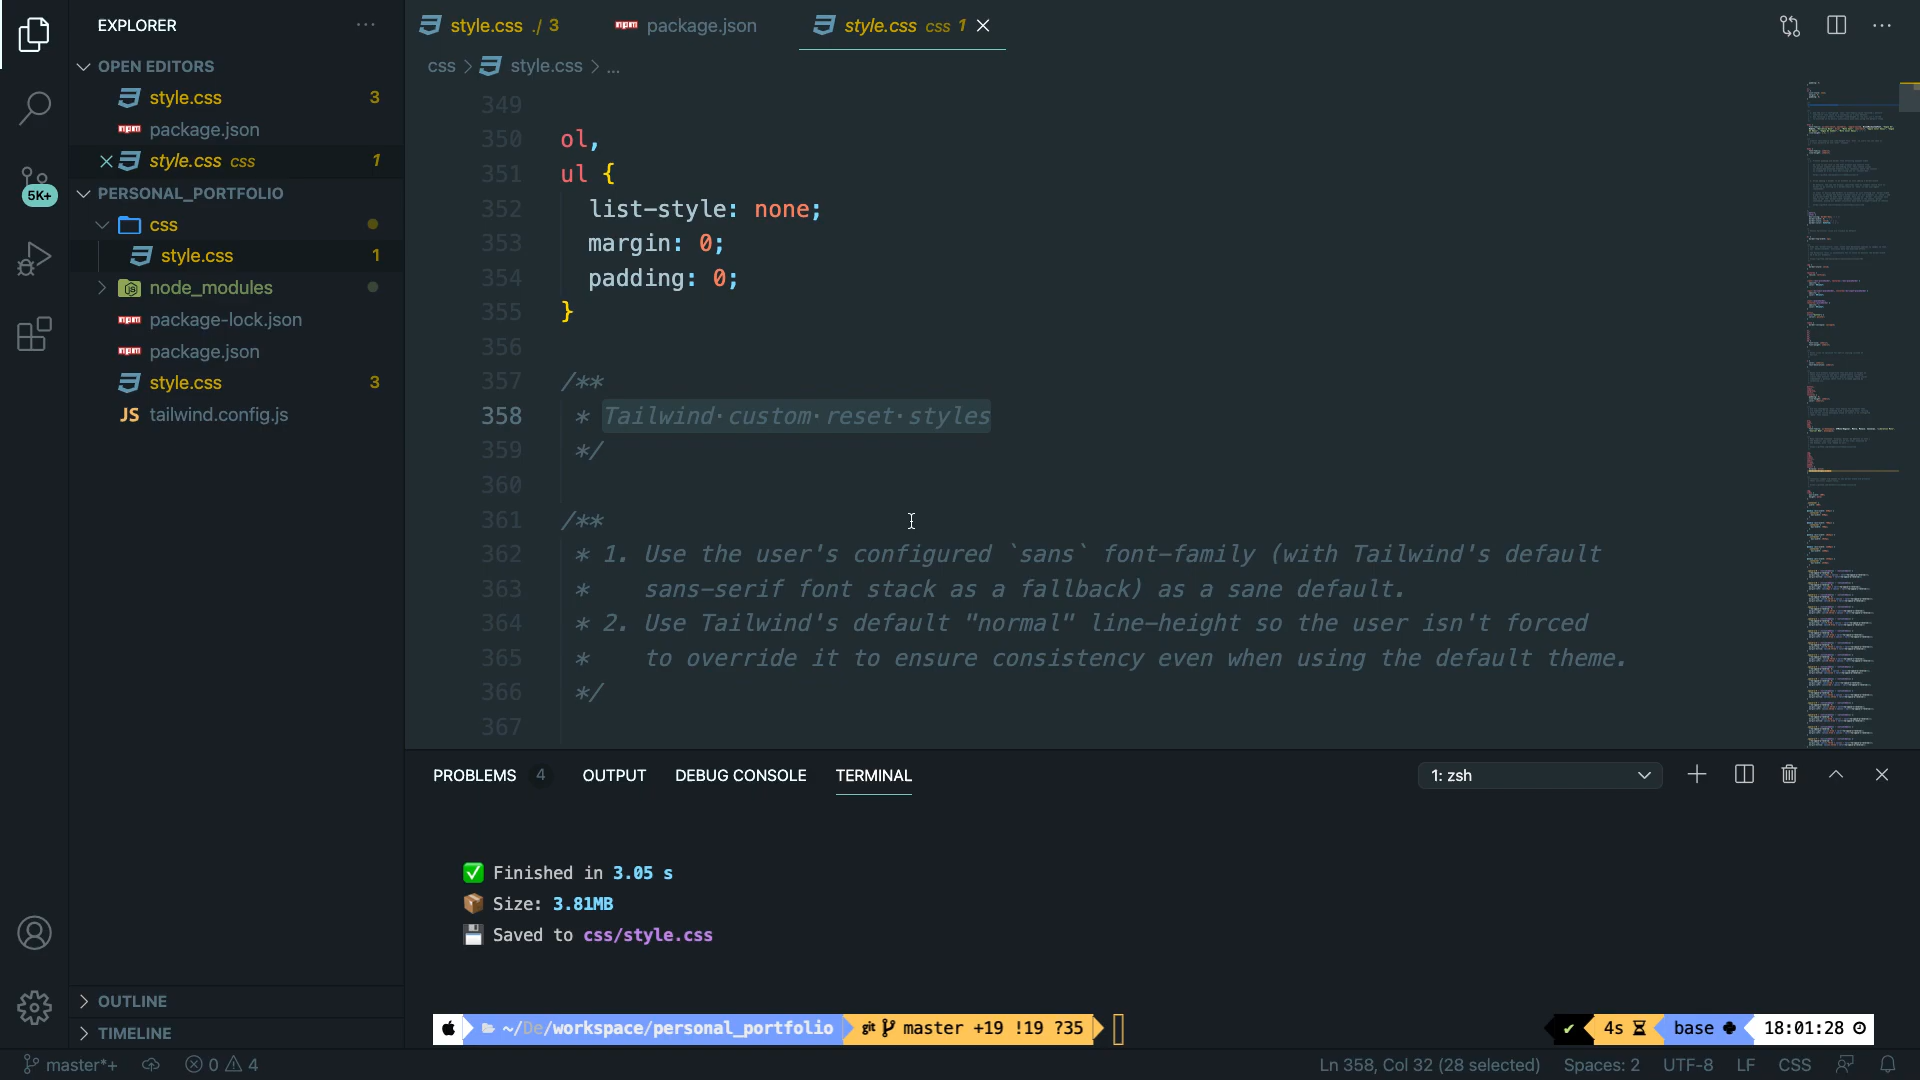 EXPLORER
OPEN EDITORS
style.css 3
package.json
style.css css 1
PERSONAL_PORTFOLIO
css
style.css 1
node_modules
package-lock.json
package.json
style.css 3
JS tailwind.config.js
OUTLINE
TIMELINE
5K+
style.css ./ 3
package.json
style.css css 1
css > style.css > ...
349
350 ol,
351 ul {
352 list-style: none;
353 margin: 0;
354 padding: 0;
355 }
356
357 /**
358 * Tailwind·custom·reset·styles
359 */
360
361 /**
362 * 1. Use the user's configured `sans` font-family (with Tailwind's default
363 * sans-serif font stack as a fallback) as a sane default.
364 * 2. Use Tailwind's default "normal" line-height so the user isn't forced
365 * to override it to ensure consistency even when using the default theme.
366 */
367
PROBLEMS 4 OUTPUT DEBUG CONSOLE TERMINAL 1: zsh
Finished in 3.05 s
Size: 3.81MB
Saved to css/style.css
~/De/workspace/personal_portfolio git master +19 !19 ?35 4s base 18:01:28
master*+ 0 4 Ln 358, Col 32 (28 selected) Spaces: 2 UTF-8 LF CSS